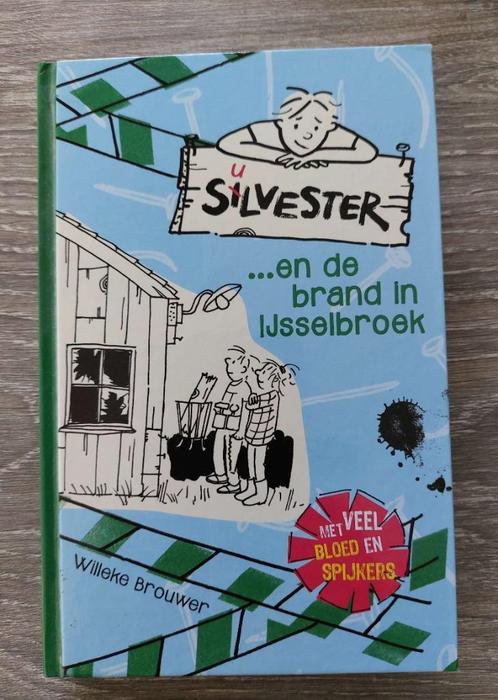 u
SILVESTER
...en de
brand in
IJsselbroek
MET VEEL
BLOED EN
SPIJKERS
Willeke Brouwer